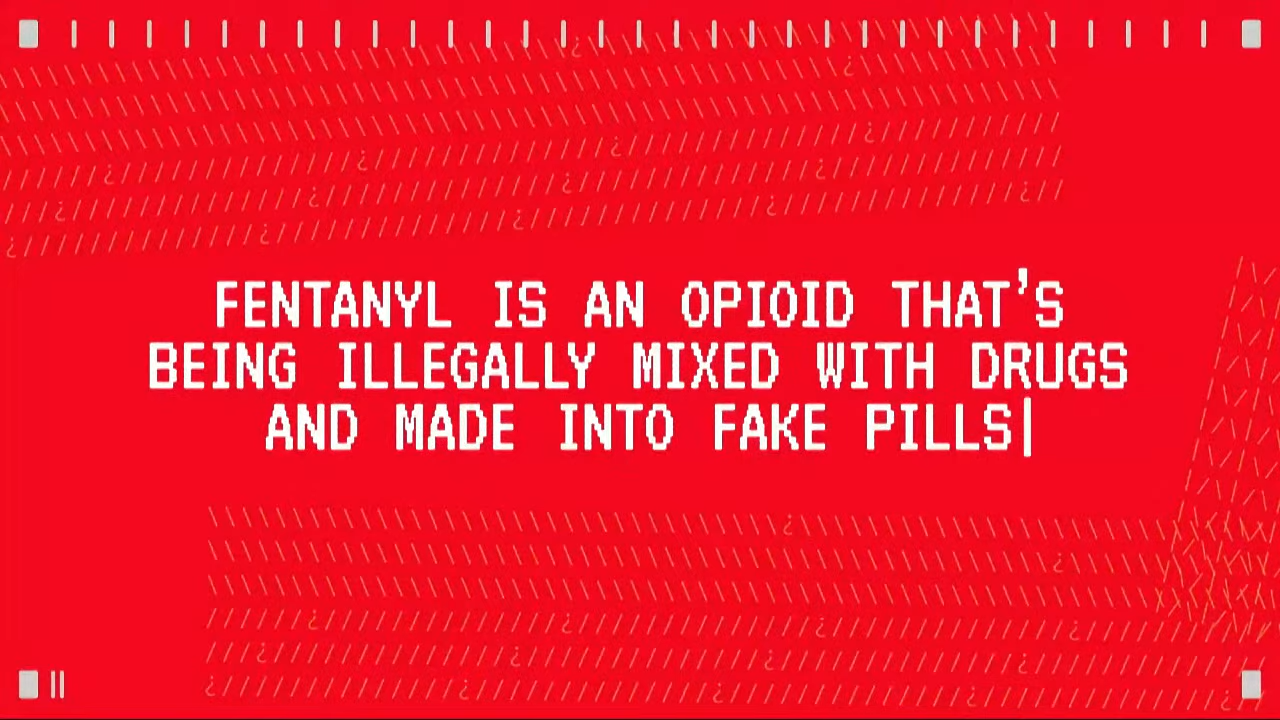 FENTANYL IS AN OPIOID THAT'S
BEING ILLEGALLY MIXED WITH DRUGS
AND MADE INTO FAKE PILLS